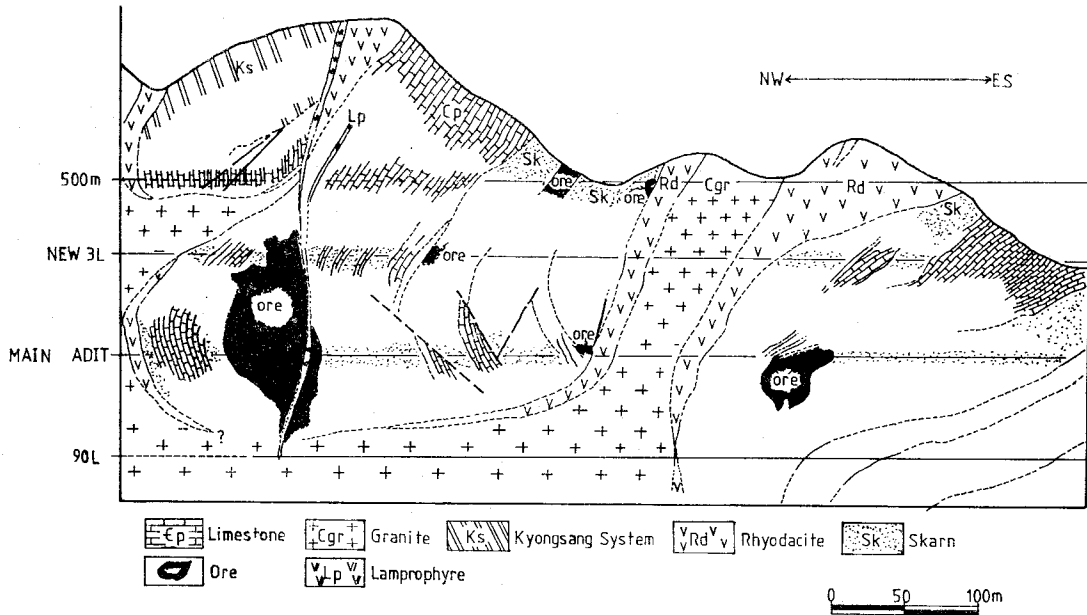 Ks
NW E.S
Lp
Cp
Sk
ore
500m
Sk
ore
Rd
Cgr
Rd
Sk
NEW 3L
ore
ore
ore
MAIN ADIT
ore
?
90L
Ꞓp Limestone
Cgr Granite
Ks Kyongsang System
Rd Rhyodacite
Sk Skarn
Ore
Lp Lamprophyre
0 50 100m